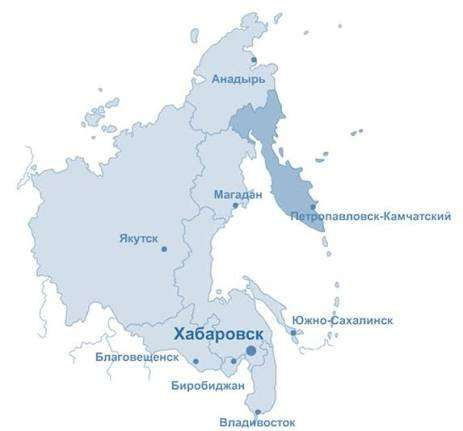 Анадырь
Магадан
Петропавловск-Камчатский
Якутск
Южно-Сахалинск
Хабаровск
Благовещенск
Биробиджан
Владивосток